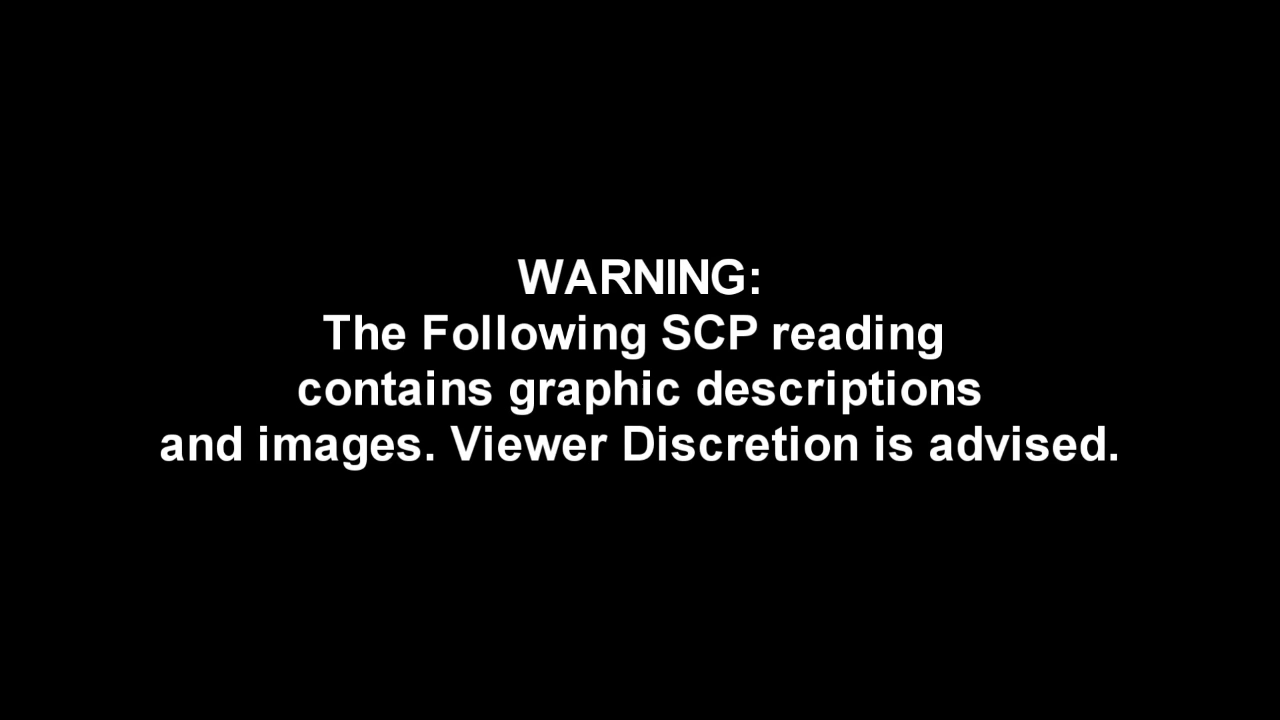 WARNING:
The Following SCP reading
contains graphic descriptions
and images. Viewer Discretion is advised.